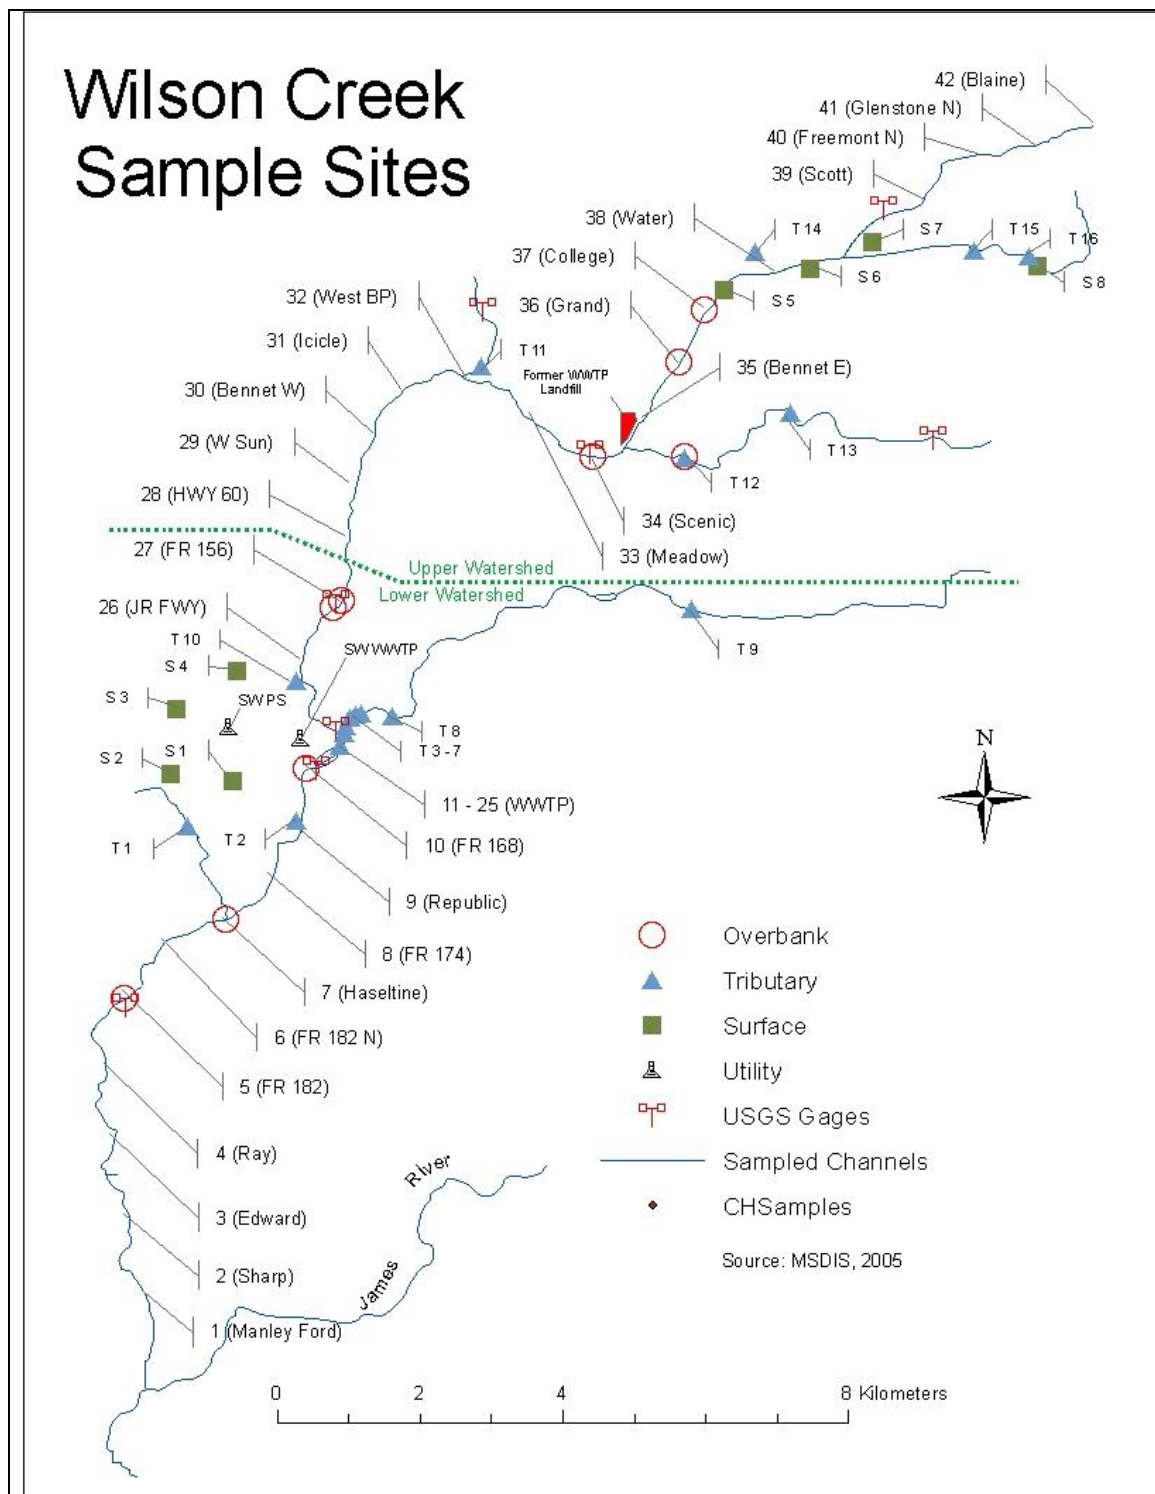 Wilson Creek
Sample Sites
42 (Blaine)
41 (Glenstone N)
40 (Freemont N)
39 (Scott)
38 (Water)
T 14
S 7
T 15
T 16
37 (College)
S 6
S 8
S 5
32 (West BP)
36 (Grand)
31 (Icicle)
T 11
Former WWTP
Landfill
35 (Bennet E)
30 (Bennet W)
29 (W Sun)
T 13
T 12
28 (HWY 60)
34 (Scenic)
27 (FR 156)
33 (Meadow)
Upper Watershed
Lower Watershed
26 (JR FWY)
T 10
SW WWTP
T 9
S 4
S 3
SW PS
T 8
S 1
S 2
T 3 - 7
11 - 25 (WWTP)
T 1
T 2
10 (FR 168)
9 (Republic)
8 (FR 174)
7 (Haseltine)
6 (FR 182 N)
5 (FR 182)
4 (Ray)
3 (Edward)
2 (Sharp)
1 (Manley Ford)
James River
N
Overbank
Tributary
Surface
Utility
USGS Gages
Sampled Channels
CHSamples
Source: MSDIS, 2005
0 2 4 8 Kilometers